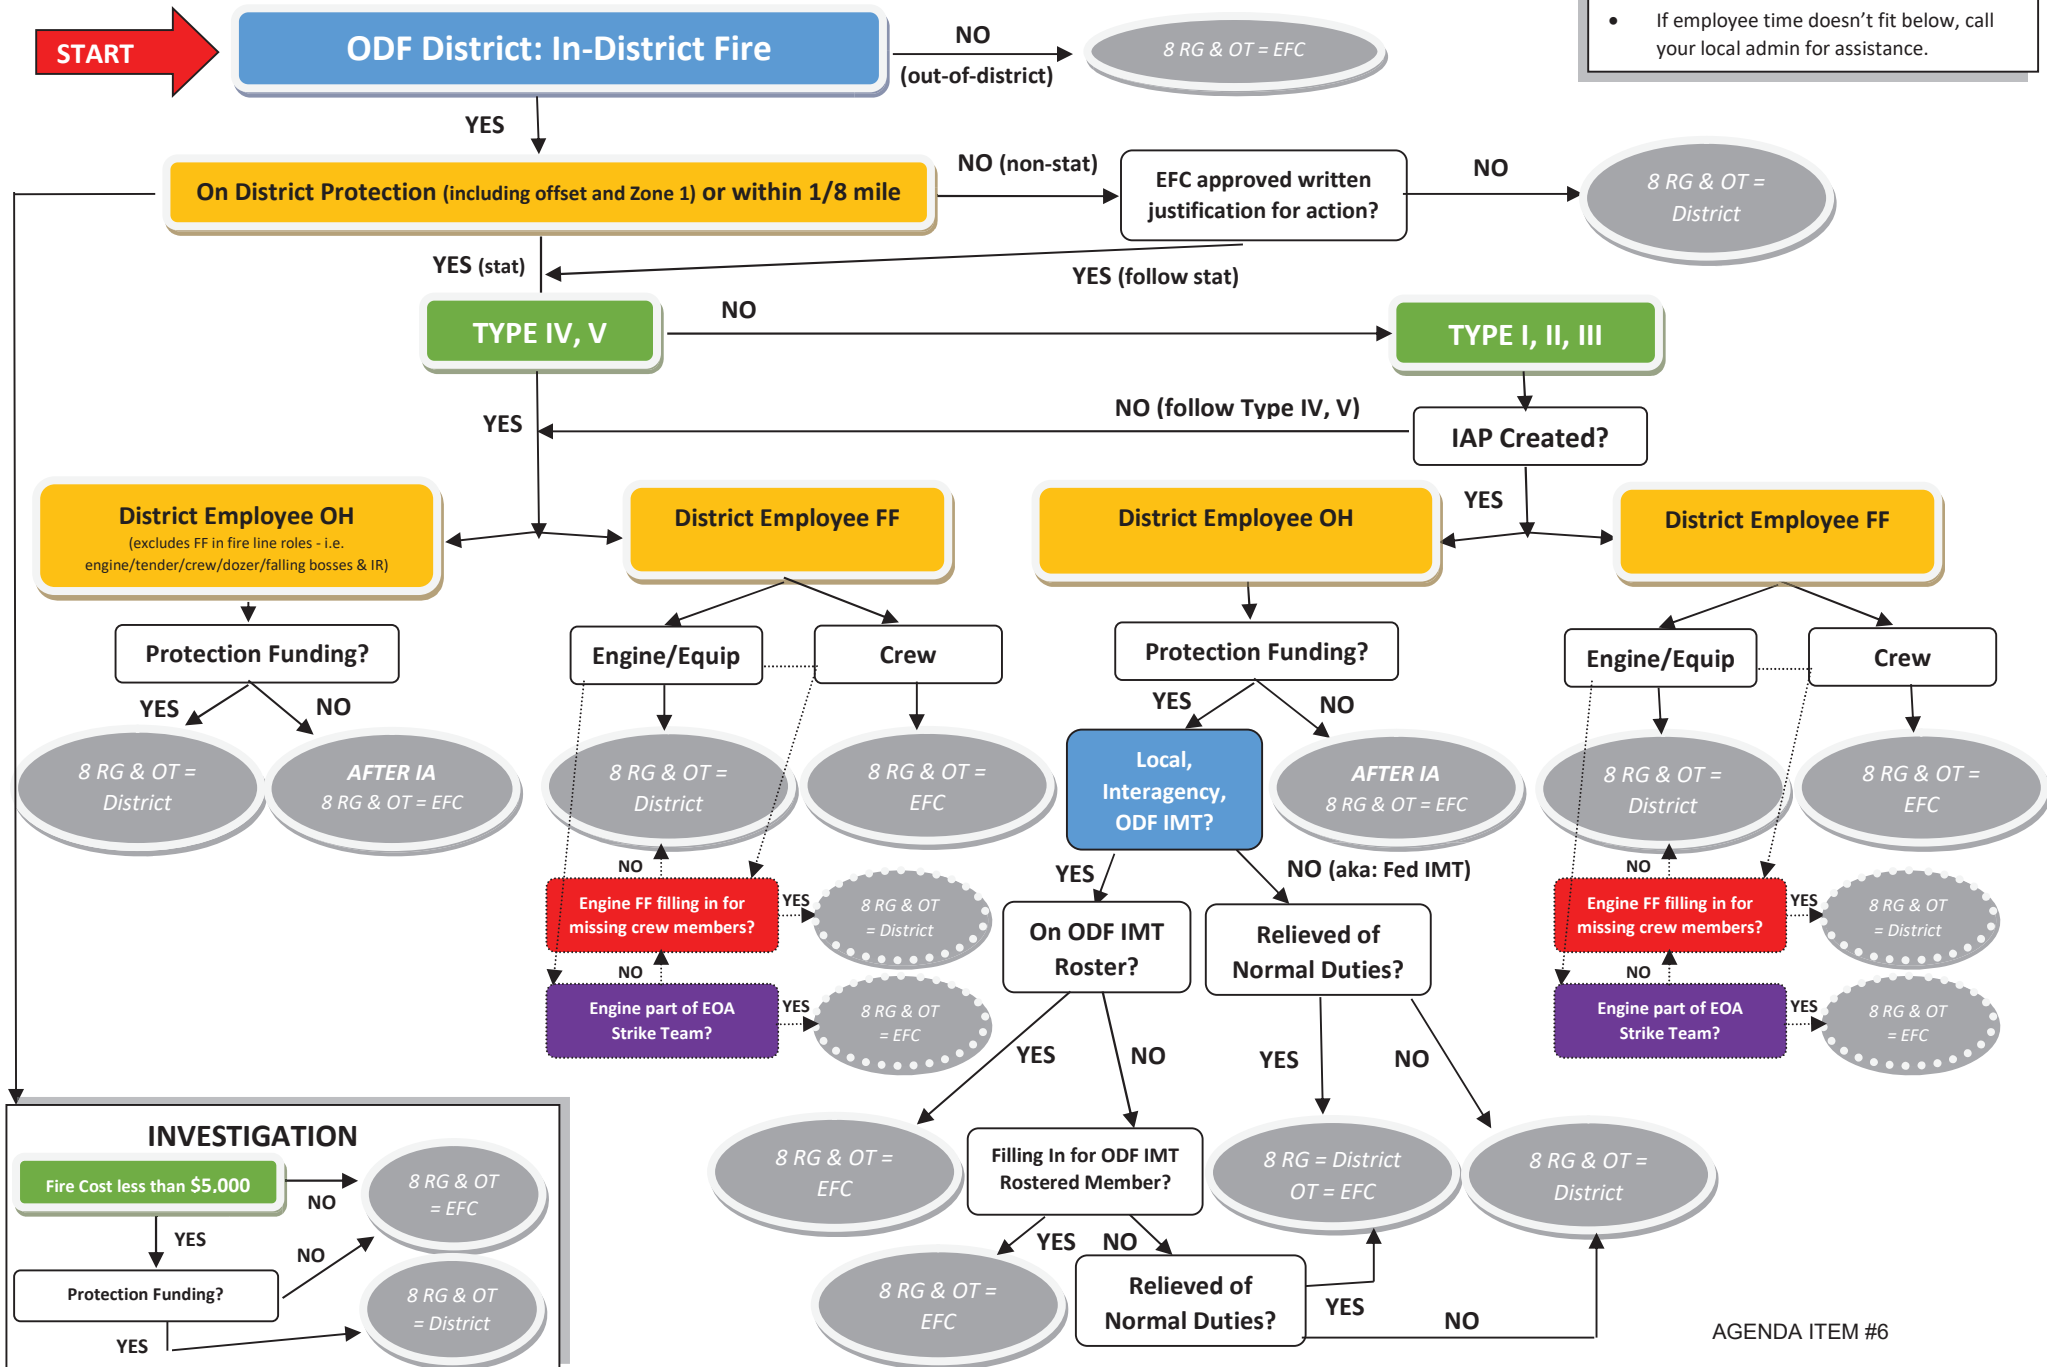 START
ODF District: In-District Fire
NO
(out-of-district)
8 RG & OT = EFC
• If employee time doesn’t fit below, call
your local admin for assistance.
YES
On District Protection (including offset and Zone 1) or within 1/8 mile
NO (non-stat)
EFC approved written
justification for action?
NO
8 RG & OT =
District
YES (stat)
YES (follow stat)
TYPE IV, V
NO
TYPE I, II, III
YES
NO (follow Type IV, V)
IAP Created?
YES
District Employee OH
(excludes FF in fire line roles - i.e.
engine/tender/crew/dozer/falling bosses & IR)
District Employee FF
District Employee OH
District Employee FF
Protection Funding?
YES
NO
8 RG & OT =
District
AFTER IA
8 RG & OT = EFC
Engine/Equip
Crew
8 RG & OT =
District
8 RG & OT =
EFC
NO
Engine FF filling in for
missing crew members?
YES
8 RG & OT
= District
NO
Engine part of EOA
Strike Team?
YES
8 RG & OT
= EFC
Protection Funding?
YES
NO
Local,
Interagency,
ODF IMT?
AFTER IA
8 RG & OT = EFC
YES
NO (aka: Fed IMT)
On ODF IMT
Roster?
Relieved of
Normal Duties?
YES
NO
YES
NO
8 RG & OT =
EFC
Filling In for ODF IMT
Rostered Member?
8 RG = District
OT = EFC
8 RG & OT =
District
YES
NO
8 RG & OT =
EFC
Relieved of
Normal Duties?
YES
NO
Engine/Equip
Crew
8 RG & OT =
District
8 RG & OT =
EFC
NO
Engine FF filling in for
missing crew members?
YES
8 RG & OT
= District
NO
Engine part of EOA
Strike Team?
YES
8 RG & OT
= EFC
INVESTIGATION
Fire Cost less than $5,000
NO
8 RG & OT
= EFC
YES
NO
Protection Funding?
8 RG & OT
= District
YES
AGENDA ITEM #6